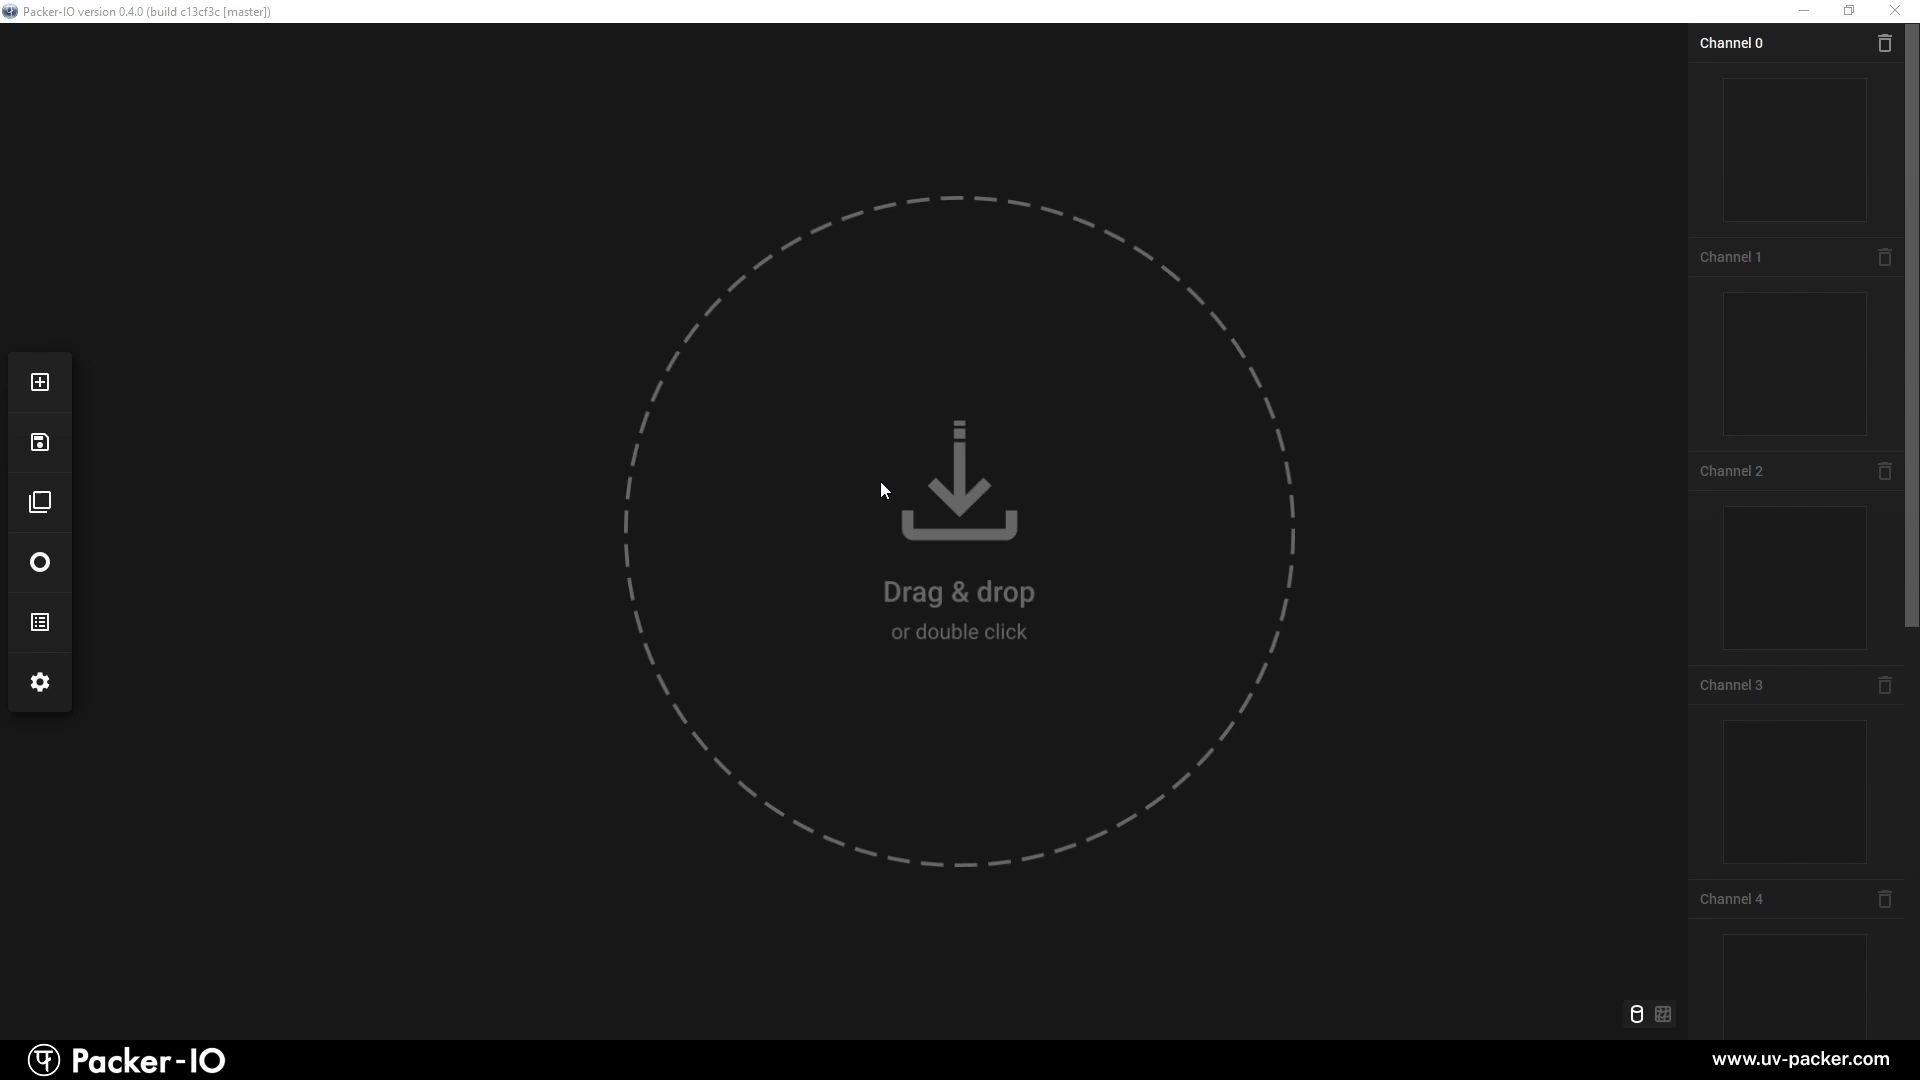 Packer-IO version 0.4.0 (build c13cf3c [master])
Channel 0
Channel 1
Channel 2
Channel 3
Channel 4
Drag & drop
or double click
Packer-IO
www.uv-packer.com